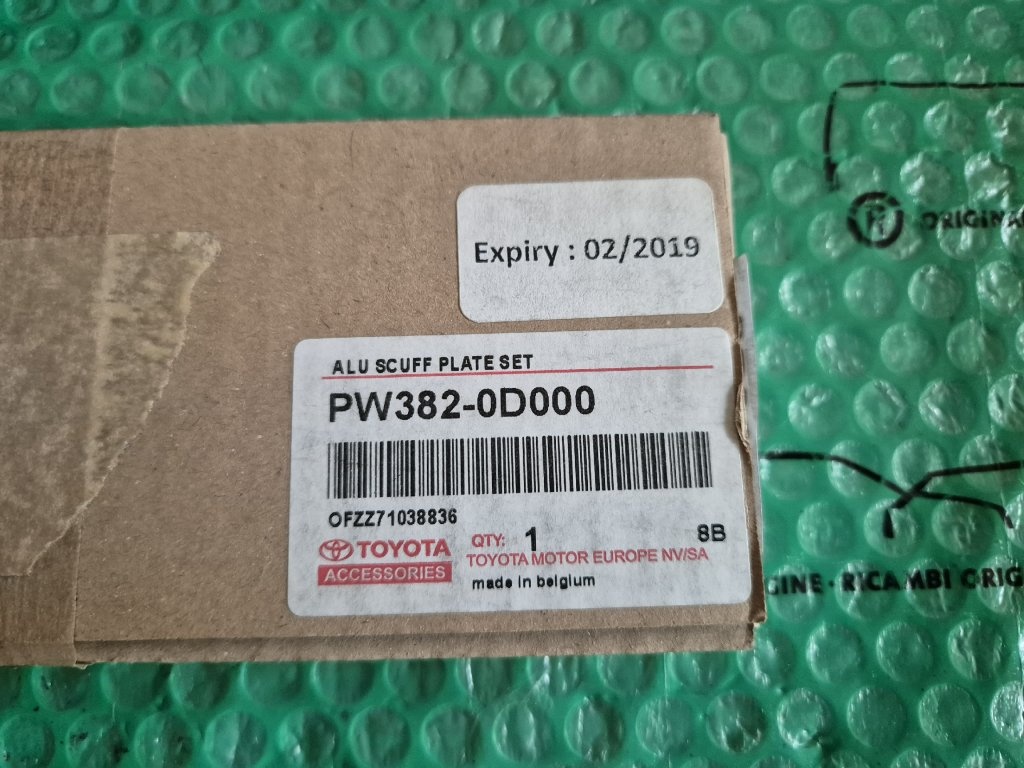 Expiry : 02/2019
ALU SCUFF PLATE SET
PW382-0D000
OFZZ71038836
QTY: 1
8B
TOYOTA
ACCESSORIES
TOYOTA MOTOR EUROPE NV/SA
made in belgium
ORIGINA
GINE · RICAMBI ORIG